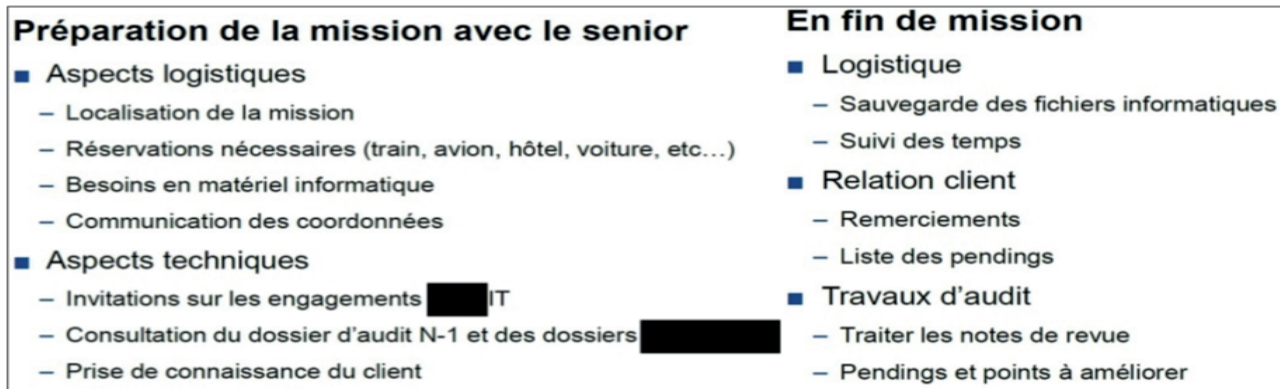 Préparation de la mission avec le senior
Aspects logistiques
– Localisation de la mission
– Réservations nécessaires (train, avion, hôtel, voiture, etc…)
– Besoins en matériel informatique
– Communication des coordonnées
Aspects techniques
– Invitations sur les engagements IT
– Consultation du dossier d'audit N-1 et des dossiers
– Prise de connaissance du client
En fin de mission
Logistique
– Sauvegarde des fichiers informatiques
– Suivi des temps
Relation client
– Remerciements
– Liste des pendings
Travaux d'audit
– Traiter les notes de revue
– Pendings et points à améliorer